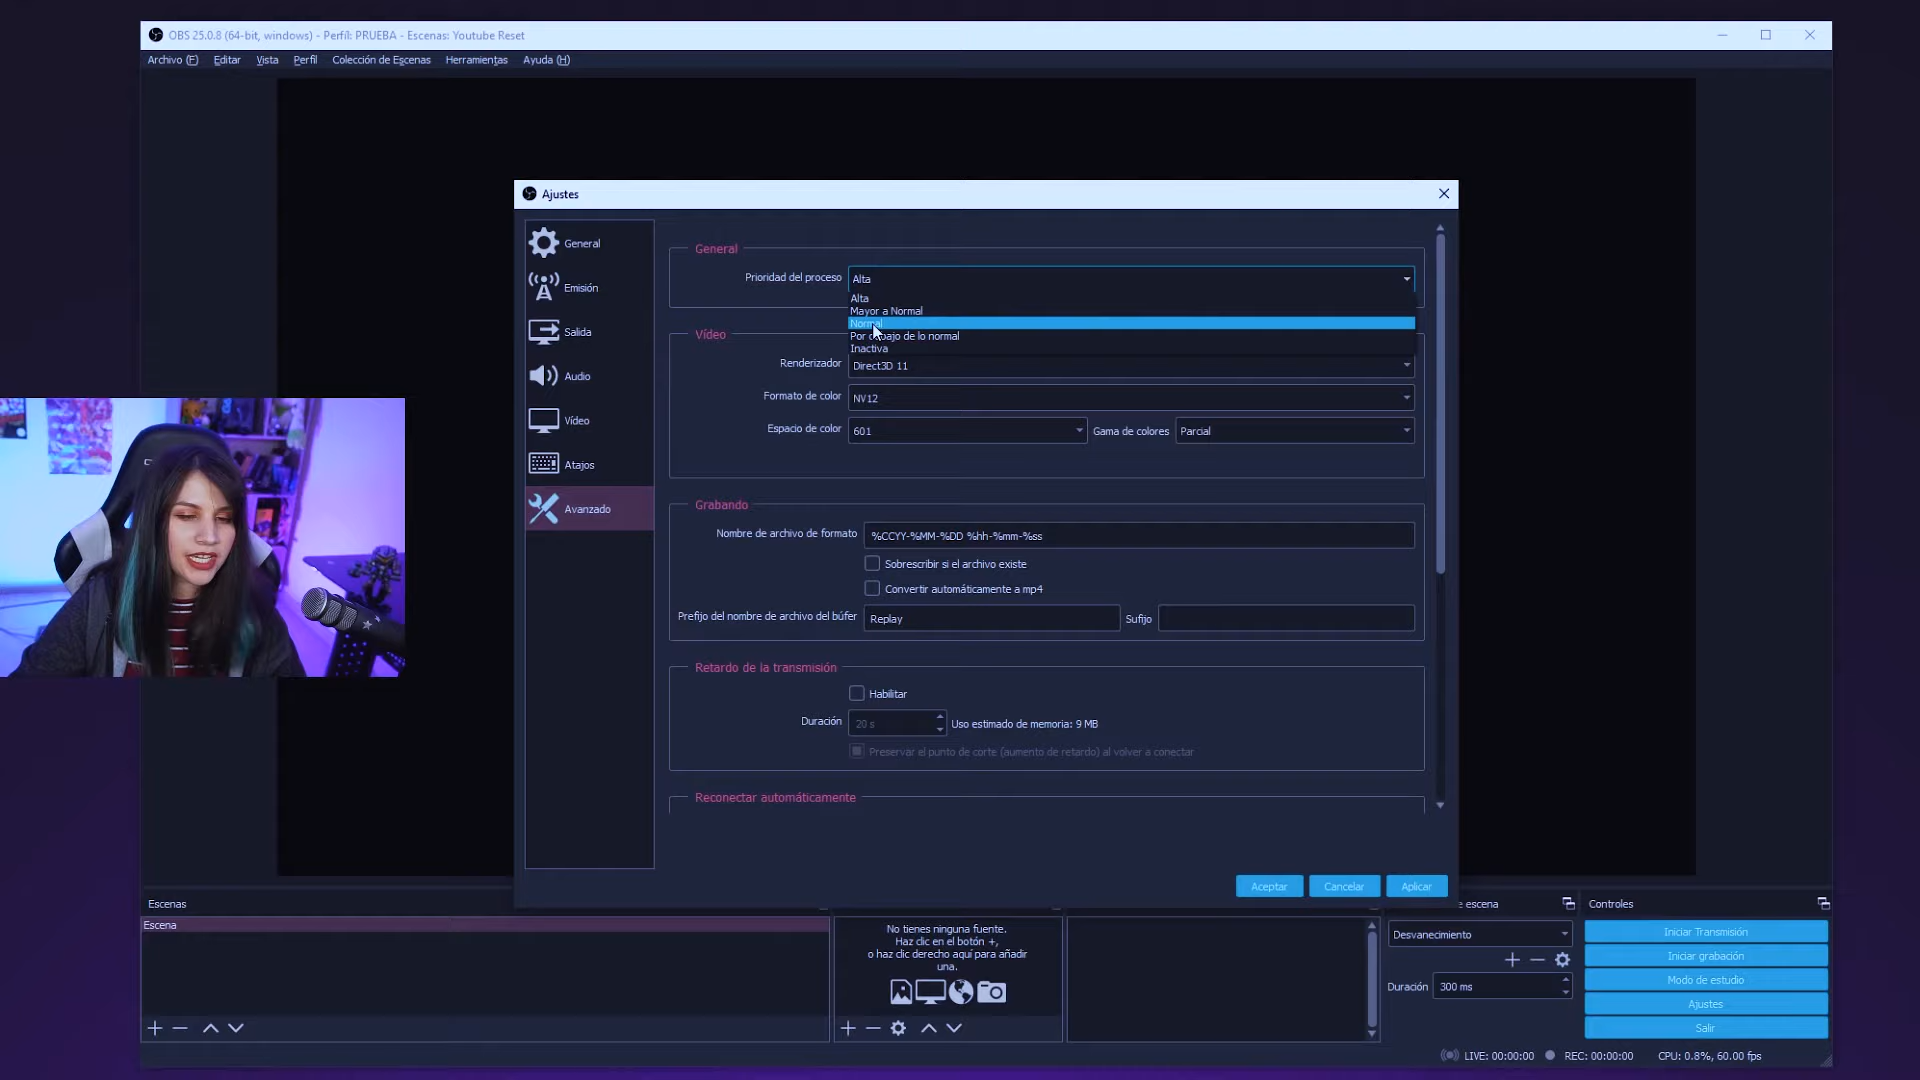 OBS 25.0.8 (64-bit, windows) - Perfil: PRUEBA - Escenas: Youtube Reset
Archivo (F) Editar Vista Perfil Colección de Escenas Herramientas Ayuda (H)
Ajustes
General
Emisión
Salida
Audio
Vídeo
Atajos
Avanzado
General
Prioridad del proceso Alta
Alta
Mayor a Normal
Normal
Por debajo de lo normal
Inactiva
Vídeo
Renderizador Direct3D 11
Formato de color NV12
Espacio de color 601 Gama de colores Parcial
Grabando
Nombre de archivo de formato %CCYY-%MM-%DD %hh-%mm-%ss
Sobrescribir si el archivo existe
Convertir automáticamente a mp4
Prefijo del nombre de archivo del búfer Replay Sufijo
Retardo de la transmisión
Habilitar
Duración 20 s Uso estimado de memoria: 9 MB
Preservar el punto de corte (aumento de retardo) al volver a conectar
Reconectar automáticamente
Aceptar Cancelar Aplicar
Escenas
Escena
No tienes ninguna fuente.
Haz clic en el botón +,
o haz clic derecho aquí para añadir
una.
e escena
Desvanecimiento
Duración 300 ms
Controles
Iniciar Transmisión
Iniciar grabación
Modo de estudio
Ajustes
Salir
LIVE: 00:00:00 REC: 00:00:00 CPU: 0.8%, 60.00 fps